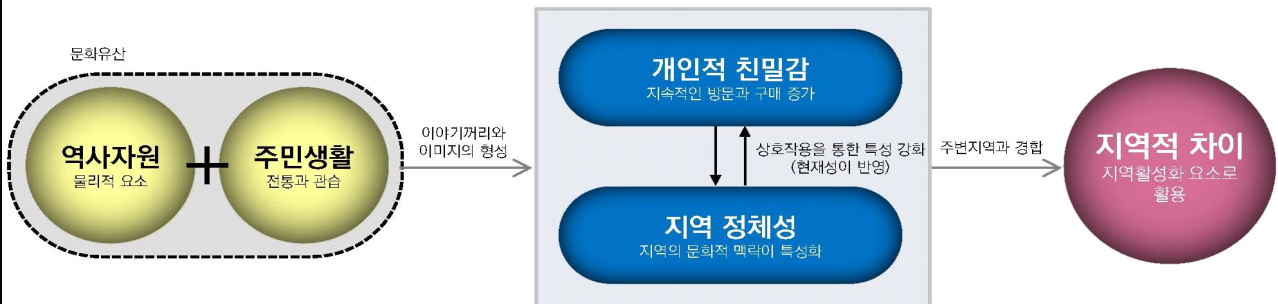 문화유산
역사자원
물리적 요소
+
주민생활
전통과 관습
이야기꺼리와
이미지의 형성
개인적 친밀감
지속적인 방문과 구매 증가
상호작용을 통한 특성 강화
(현재성이 반영)
지역 정체성
지역의 문화적 맥락이 특성화
주변지역과 경합
지역적 차이
지역활성화 요소로
활용